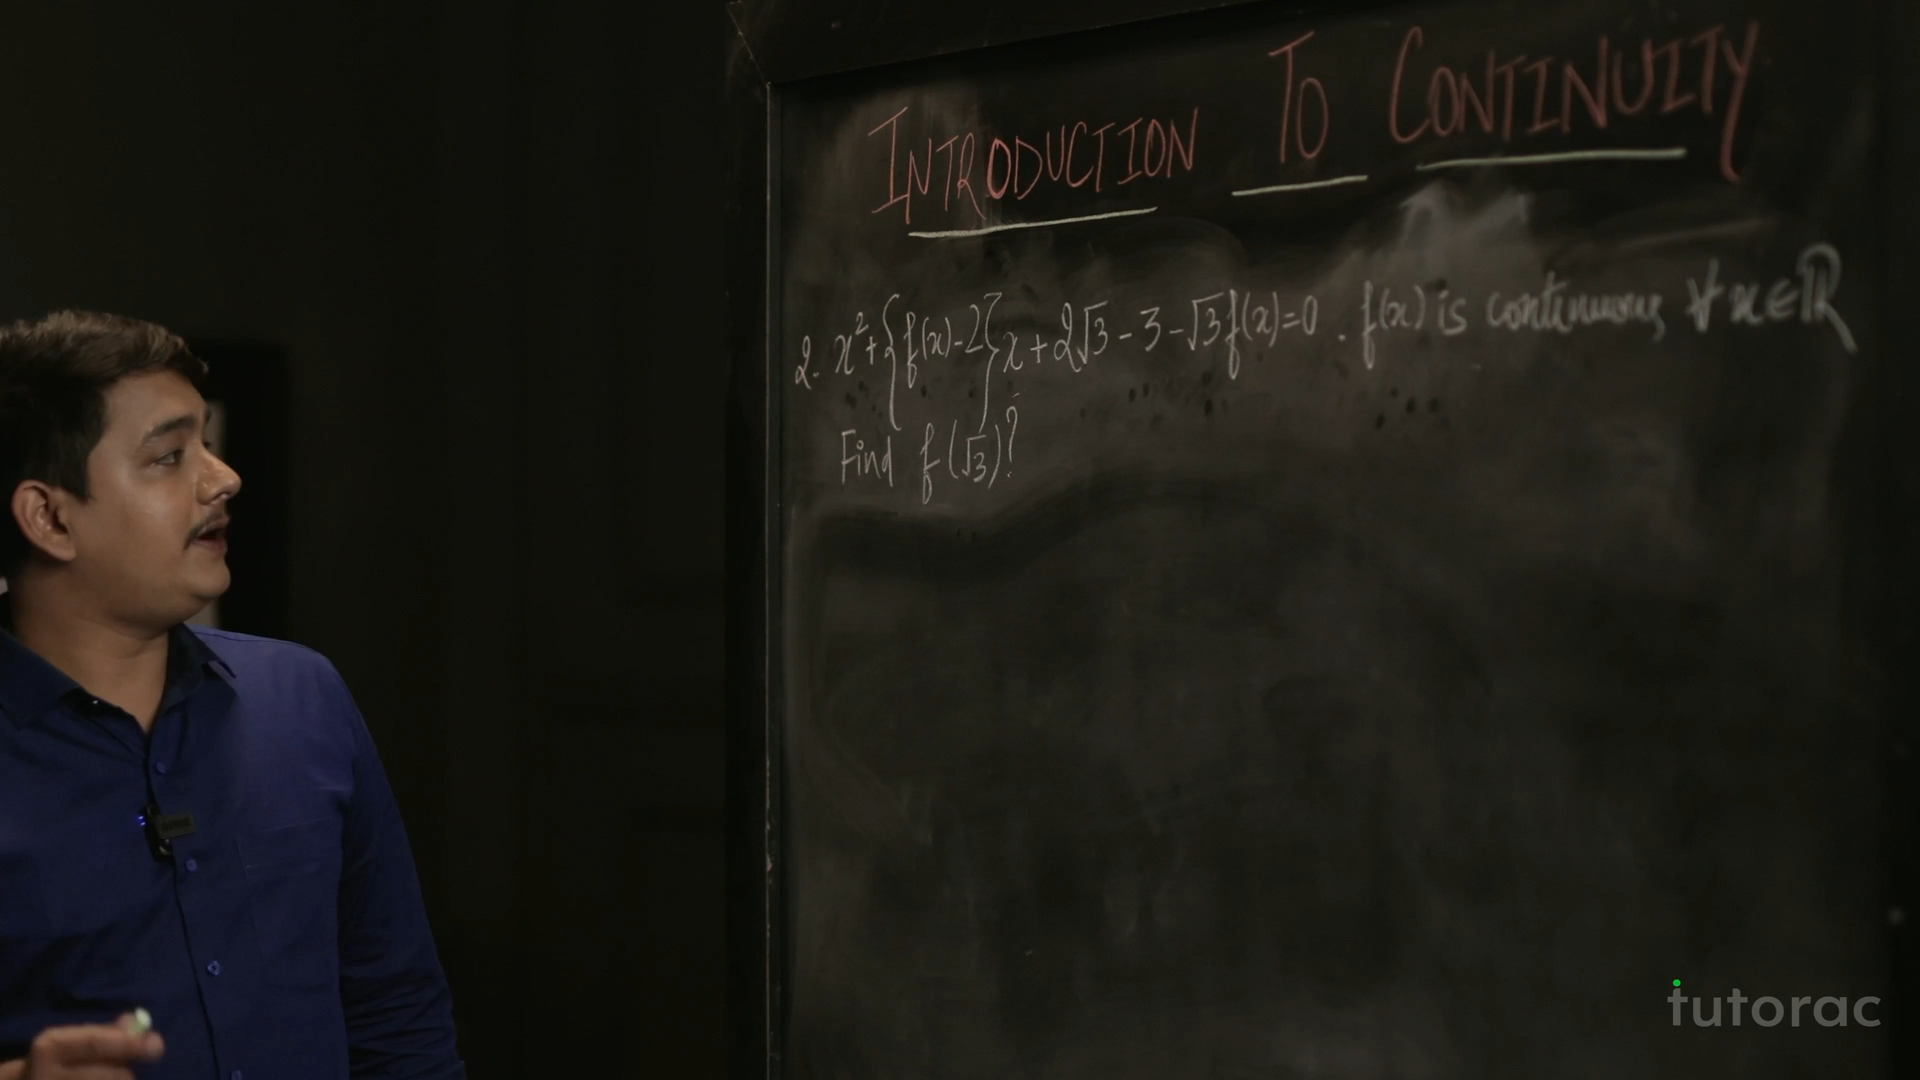 INTRODUCTION TO CONTINUITY
2. x²+{f(x)-2}x+2√3-3-√3f(x)=0. f(x) is continuous ∀ x∈ℝ
Find f(√3)?
tutorac